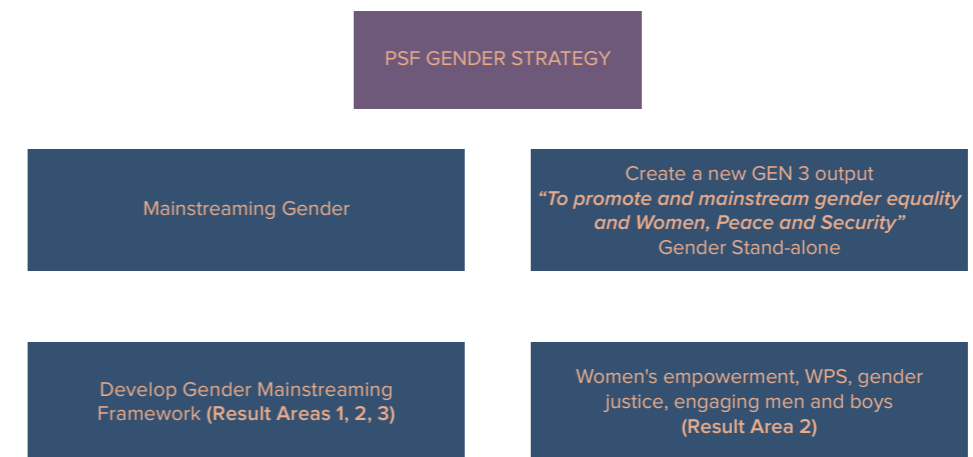 PSF GENDER STRATEGY
Mainstreaming Gender
Create a new GEN 3 output
“To promote and mainstream gender equality
and Women, Peace and Security”
Gender Stand-alone
Develop Gender Mainstreaming
Framework (Result Areas 1, 2, 3)
Women's empowerment, WPS, gender
justice, engaging men and boys
(Result Area 2)